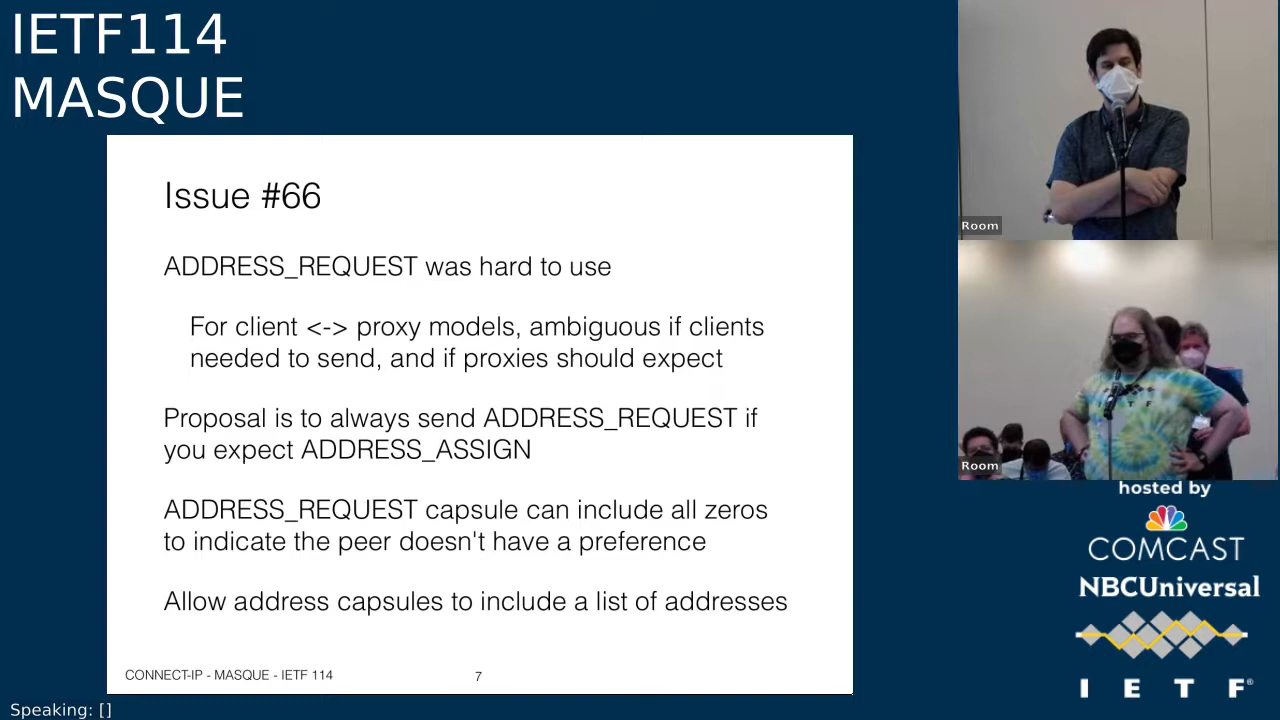 IETF114
MASQUE
Issue #66
ADDRESS_REQUEST was hard to use
For client <-> proxy models, ambiguous if clients
needed to send, and if proxies should expect
Proposal is to always send ADDRESS_REQUEST if
you expect ADDRESS_ASSIGN
ADDRESS_REQUEST capsule can include all zeros
to indicate the peer doesn't have a preference
Allow address capsules to include a list of addresses
CONNECT-IP - MASQUE - IETF 114
7
Room
I E T F
Room
hosted by
COMCAST
NBCUniversal
I E T F®
Speaking: []